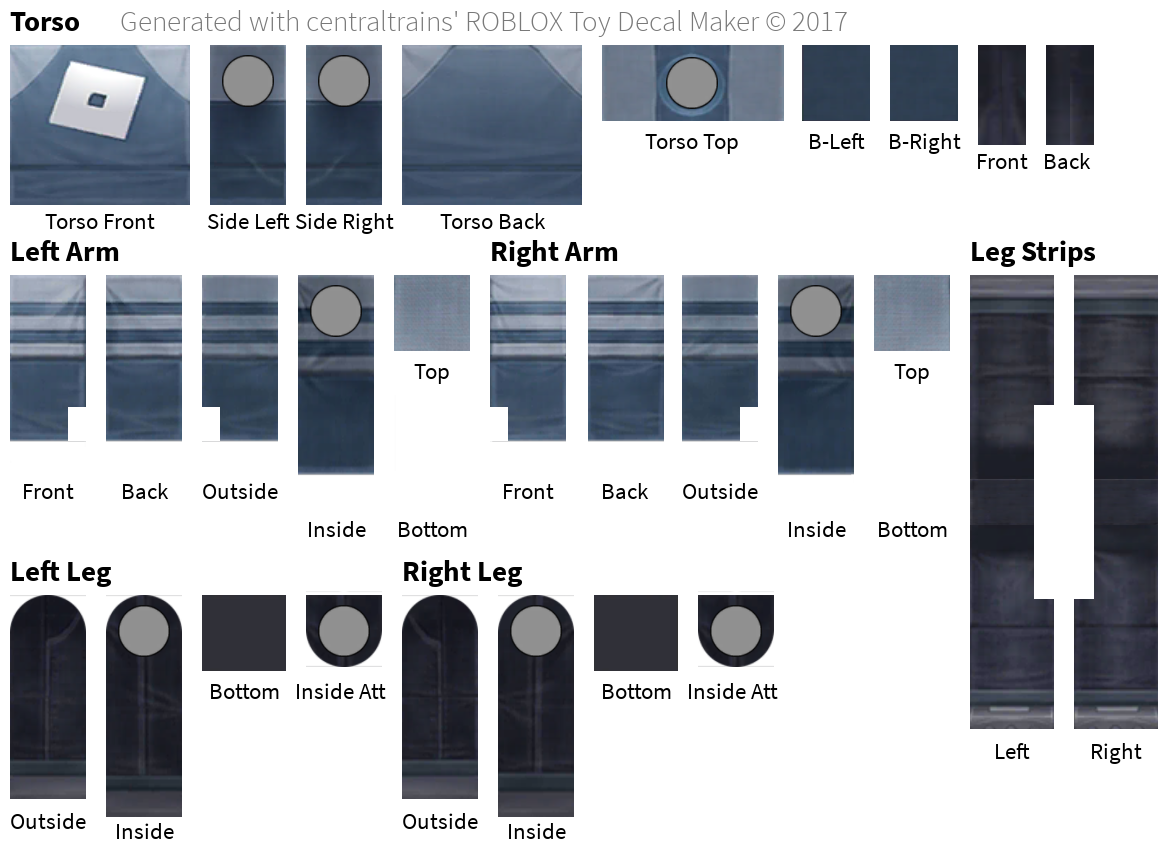 Torso Generated with centraltrains' ROBLOX Toy Decal Maker © 2017
Torso Top B-Left B-Right
Front Back
Torso Front Side Left Side Right Torso Back
Left Arm Right Arm Leg Strips
Top Top
Front Back Outside Front Back Outside
Inside Bottom Inside Bottom
Left Leg Right Leg
Bottom Inside Att Bottom Inside Att
Left Right
Outside Inside Outside Inside